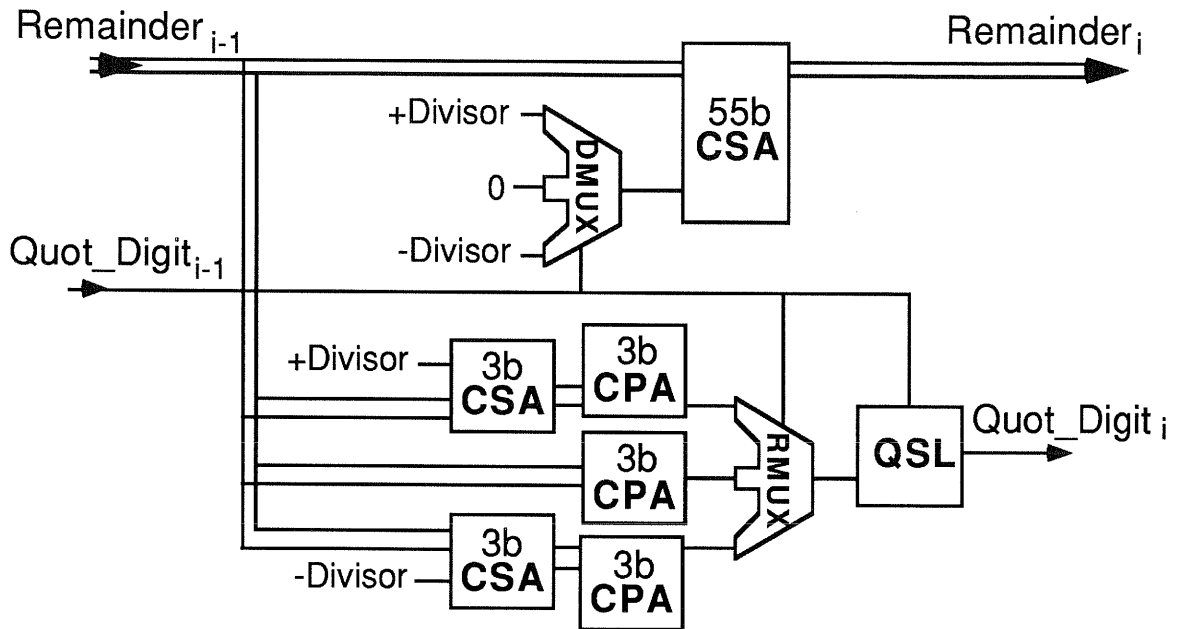 Remainder i-1
Remainder i
+Divisor
55b
CSA
DMUX
0
-Divisor
Quot_Digit i-1
+Divisor
3b
CSA
3b
CPA
3b
CPA
RMUX
QSL
Quot_Digit i
3b
CSA
-Divisor
3b
CPA